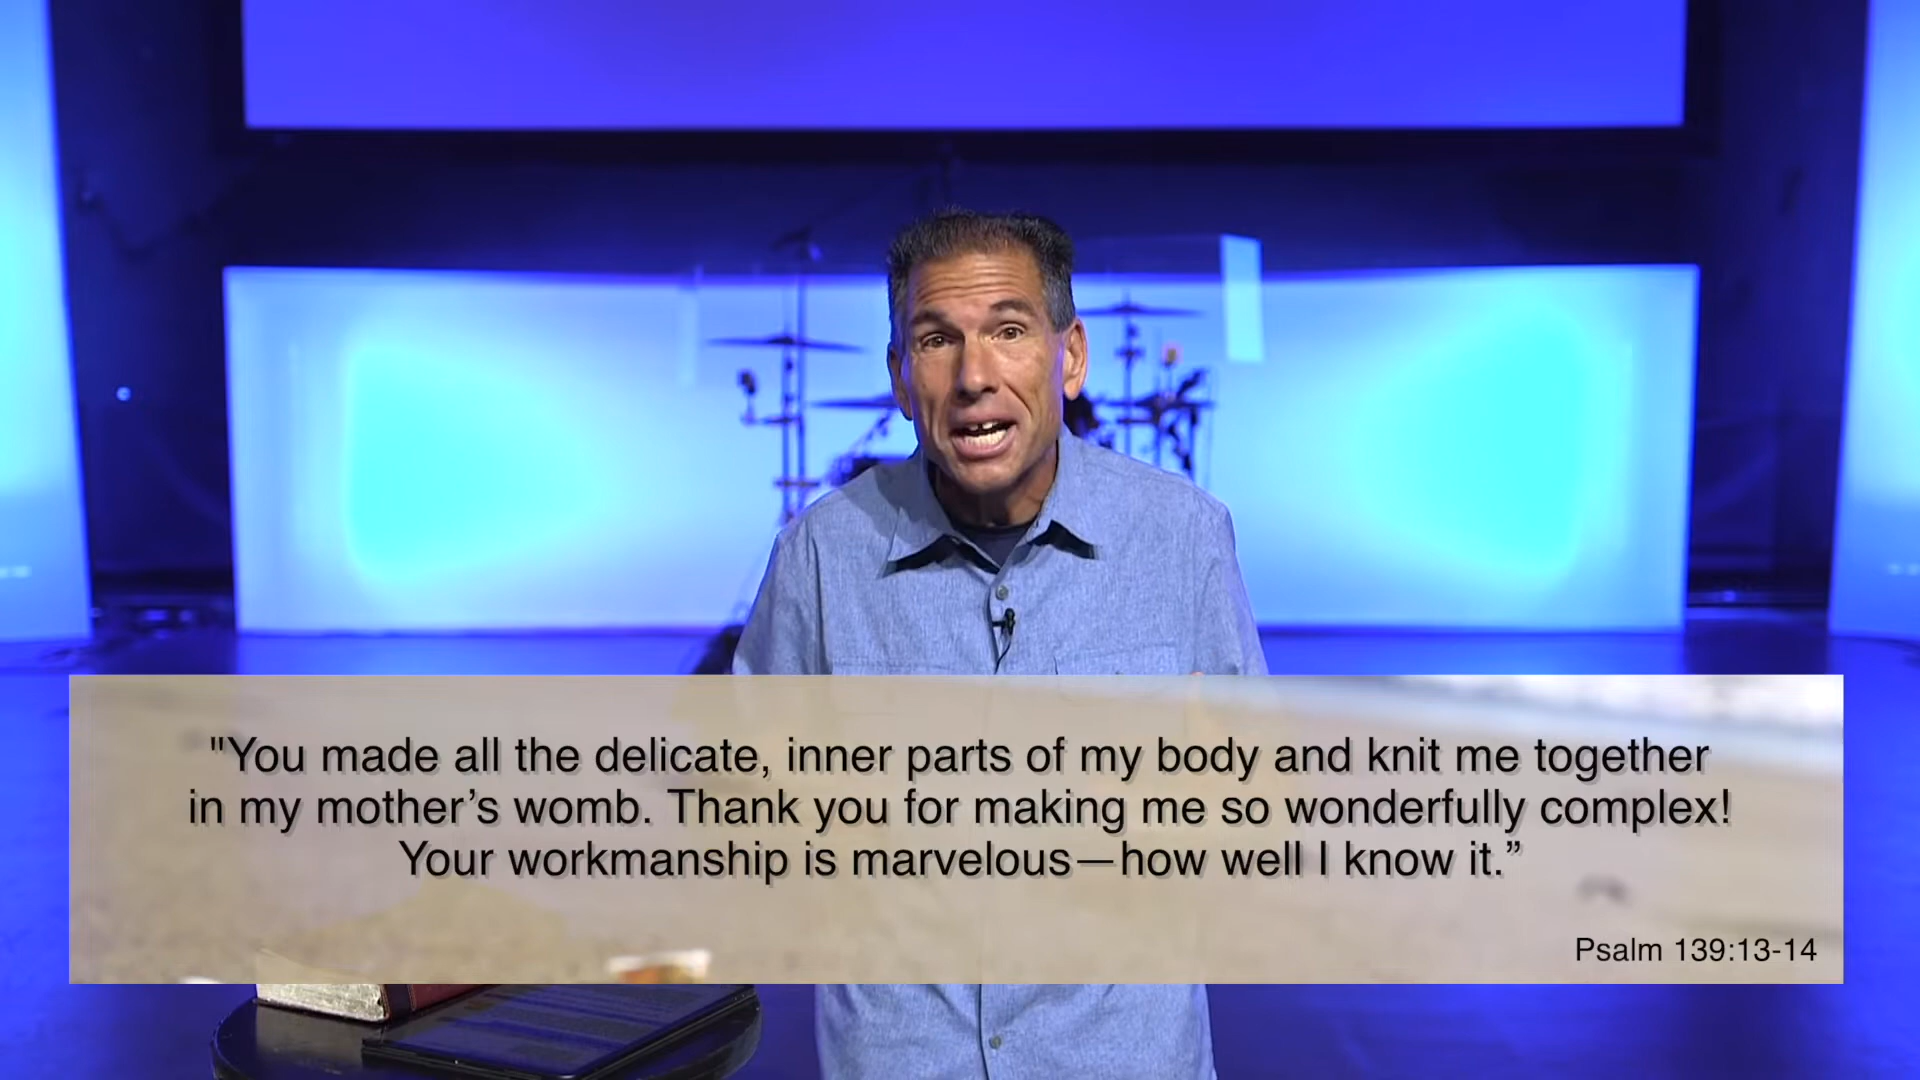 "You made all the delicate, inner parts of my body and knit me together
in my mother’s womb. Thank you for making me so wonderfully complex!
Your workmanship is marvelous—how well I know it.”
Psalm 139:13-14